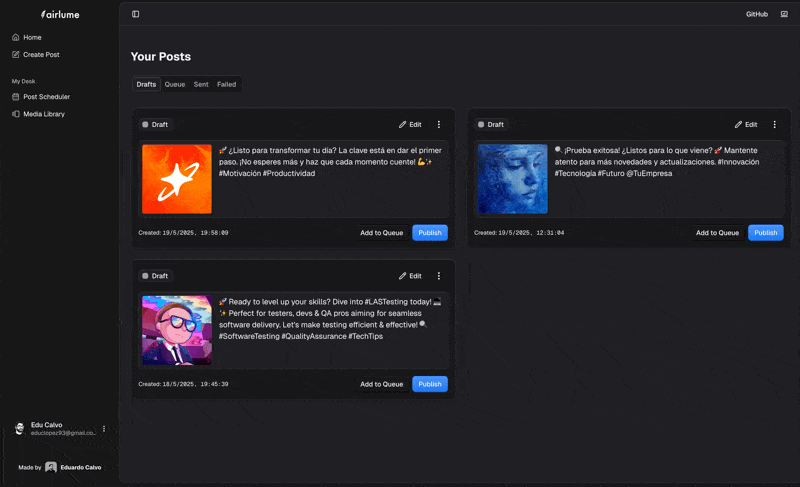 airlume
GitHub
Home
Create Post
My Desk
Post Scheduler
Media Library
Your Posts
Drafts Queue Sent Failed
Draft
Edit
🚀 ¿Listo para transformar tu día? La clave está en dar el primer
paso. ¡No esperes más y haz que cada momento cuente! 💪✨
#Motivación #Productividad
Created: 19/5/2025, 19:58:09
Add to Queue
Publish
Draft
Edit
🔍 ¡Prueba exitosa! ¿Listos para lo que viene? 🚀 Mantente
atento para más novedades y actualizaciones. #Innovación
#Tecnología #Futuro @TuEmpresa
Created: 19/5/2025, 12:31:04
Add to Queue
Publish
Draft
Edit
🚀 Ready to level up your skills? Dive into #LASTesting today! 💻
✨ Perfect for testers, devs & QA pros aiming for seamless
software delivery. Let's make testing efficient & effective! 🔍
#SoftwareTesting #QualityAssurance #TechTips
Created: 18/5/2025, 19:45:39
Add to Queue
Publish
Edu Calvo
educlopez93@gmail.co...
Made by Eduardo Calvo